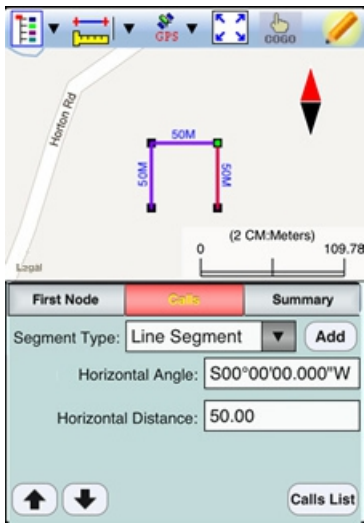 GPS
COGO
Horton Rd
50M
50M
50M
(2 CM:Meters)
0 109.78
Legal
First Node Calls Summary
Segment Type: Line Segment Add
Horizontal Angle: S00°00'00.000"W
Horizontal Distance: 50.00
Calls List